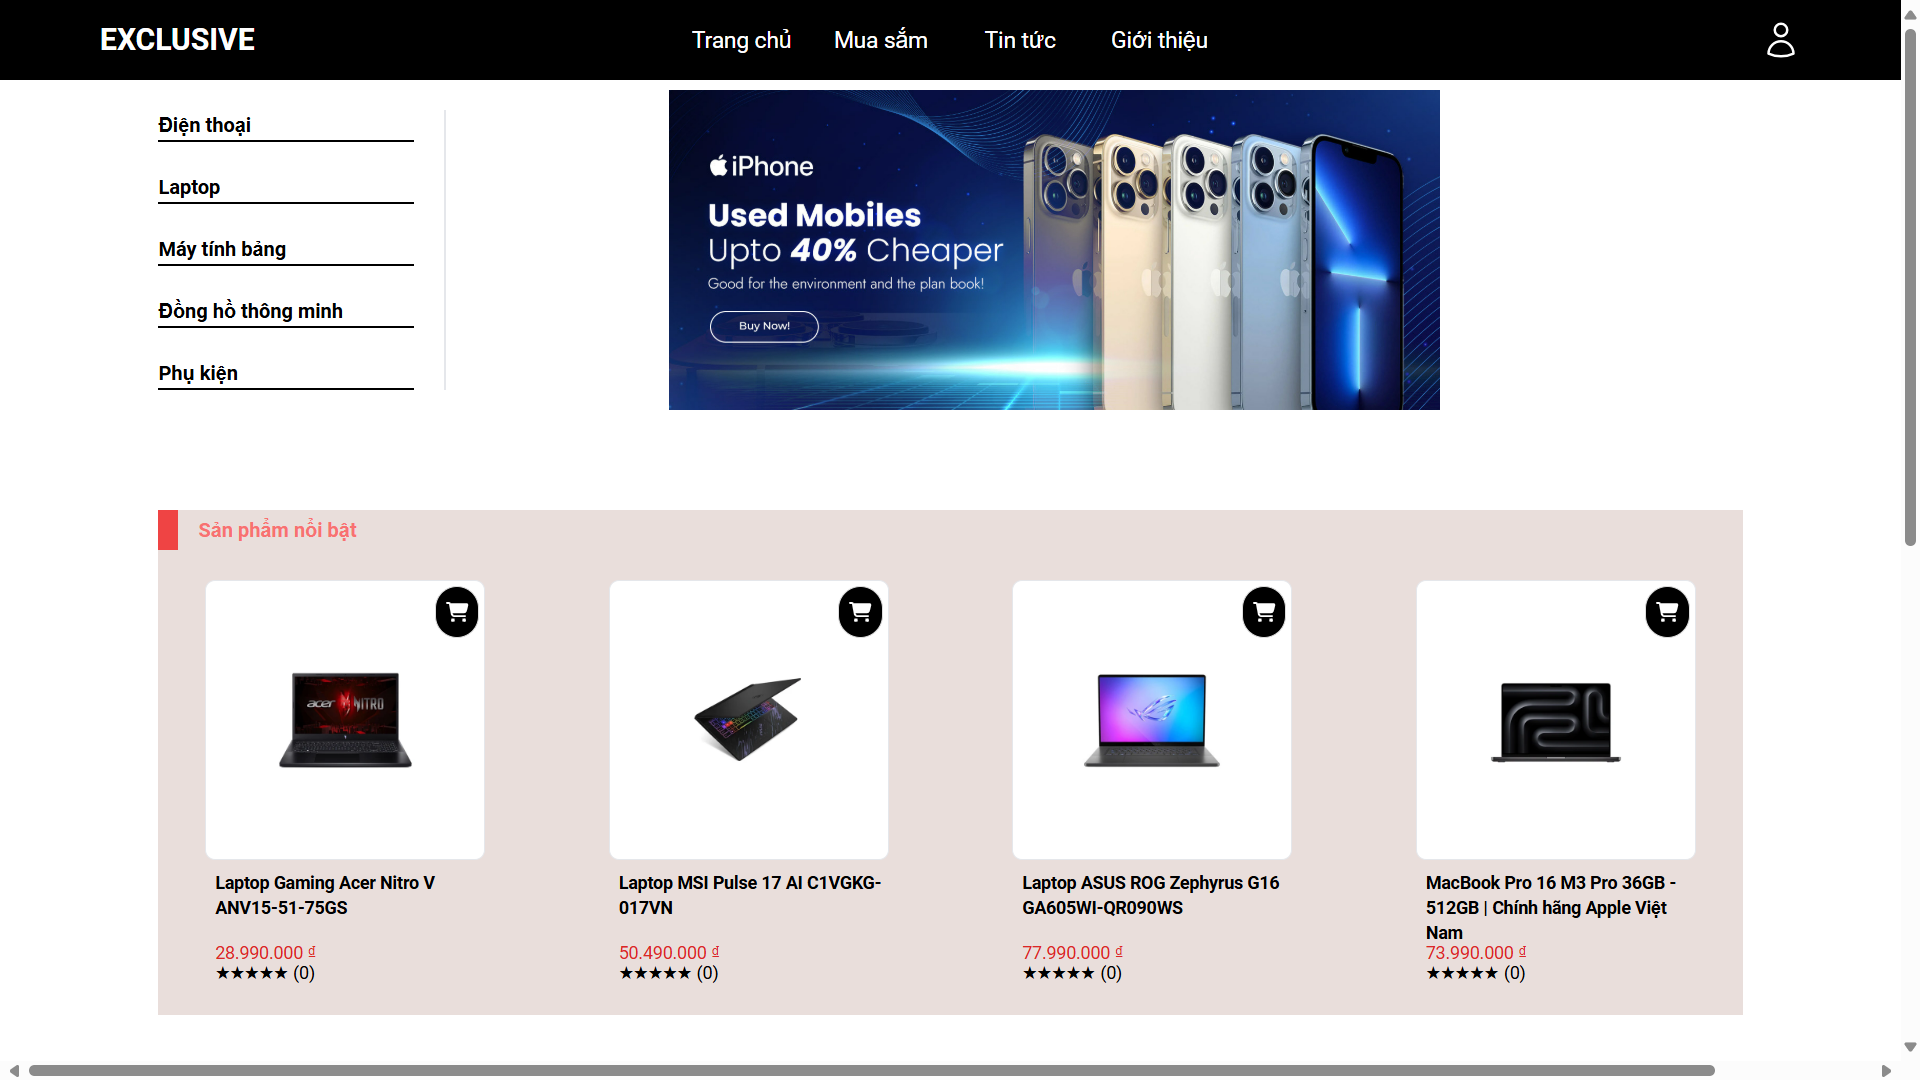 EXCLUSIVE
Trang chủ
Mua sắm
Tin tức
Giới thiệu
Điện thoại
Laptop
Máy tính bảng
Đồng hồ thông minh
Phụ kiện
iPhone
Used Mobiles
Upto 40% Cheaper
Good for the environment and the plan book!
Buy Now!
Sản phẩm nổi bật
acer NITRO
Laptop Gaming Acer Nitro V
ANV15-51-75GS
28.990.000 ₫
★★★★★ (0)
Laptop MSI Pulse 17 AI C1VGKG-
017VN
50.490.000 ₫
★★★★★ (0)
Laptop ASUS ROG Zephyrus G16
GA605WI-QR090WS
77.990.000 ₫
★★★★★ (0)
MacBook Pro 16 M3 Pro 36GB -
512GB | Chính hãng Apple Việt
Nam
73.990.000 ₫
★★★★★ (0)